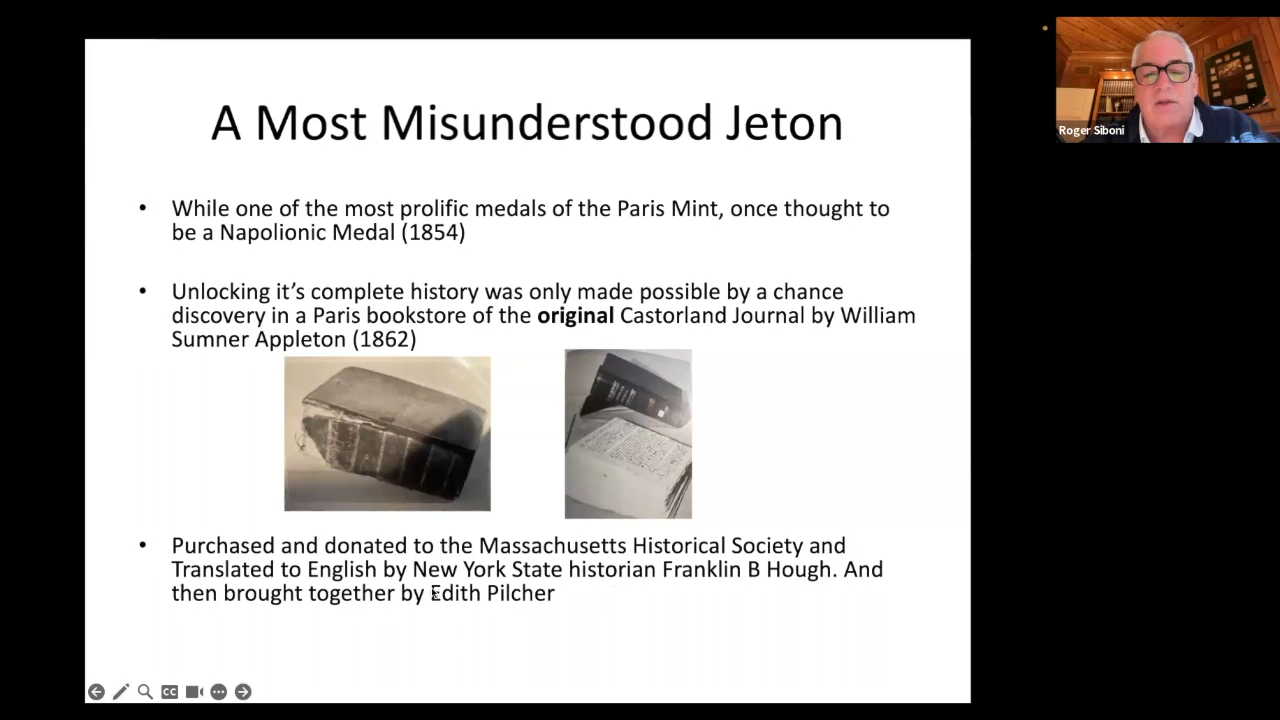 A Most Misunderstood Jeton
Roger Siboni
• While one of the most prolific medals of the Paris Mint, once thought to
be a Napolionic Medal (1854)
• Unlocking it’s complete history was only made possible by a chance
discovery in a Paris bookstore of the original Castorland Journal by William
Sumner Appleton (1862)
• Purchased and donated to the Massachusetts Historical Society and
Translated to English by New York State historian Franklin B Hough. And
then brought together by Edith Pilcher
CC